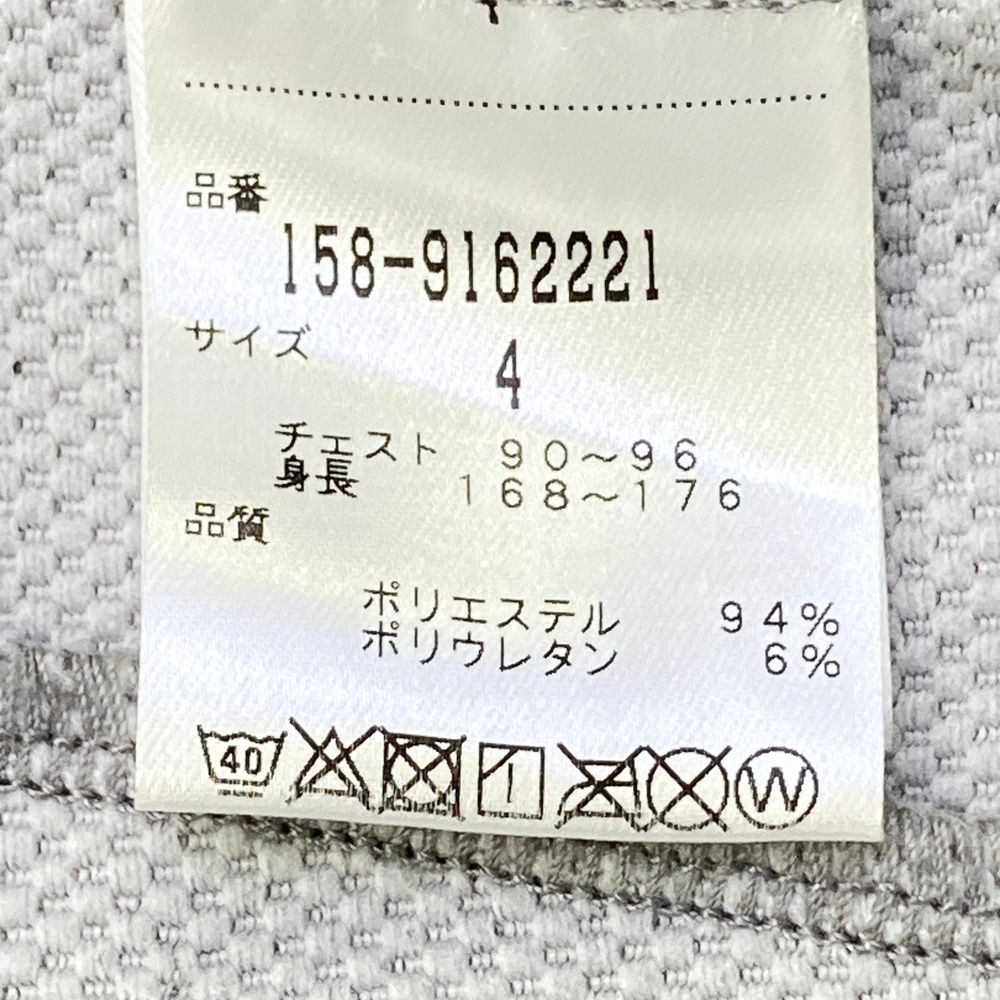 品番
158-9162221
サイズ 4
チェスト 90～96
身長 168～176
品質
ポリエステル 94%
ポリウレタン 6%
40 W